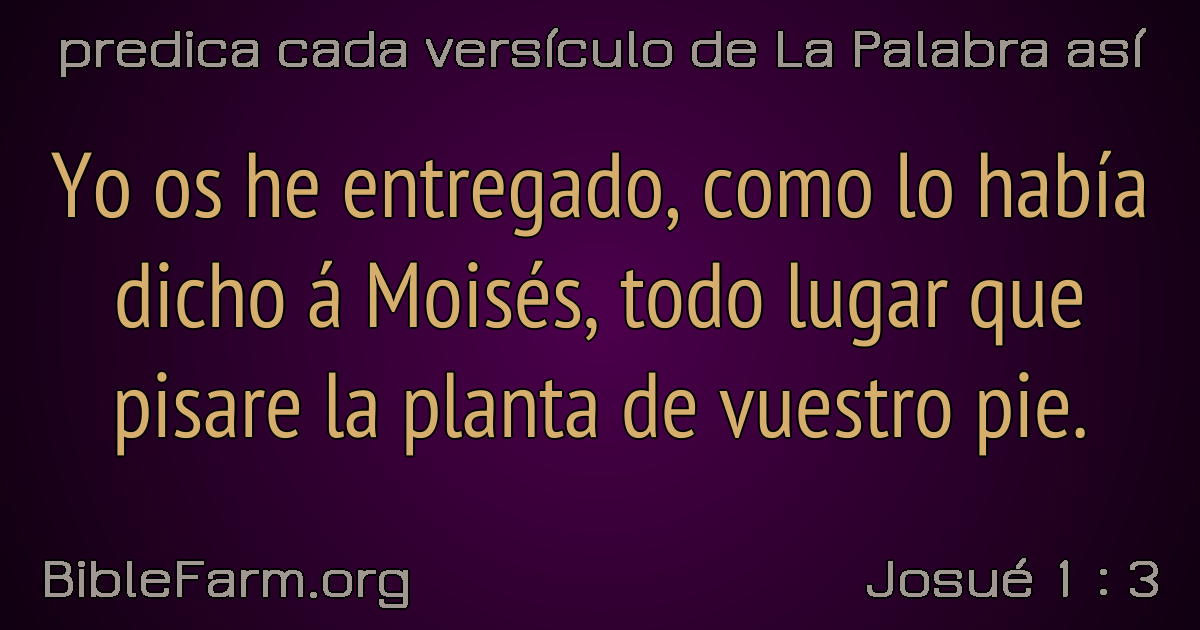 predica cada versículo de La Palabra así
Yo os he entregado, como lo había
dicho á Moisés, todo lugar que
pisare la planta de vuestro pie.
BibleFarm.org
Josué 1 : 3